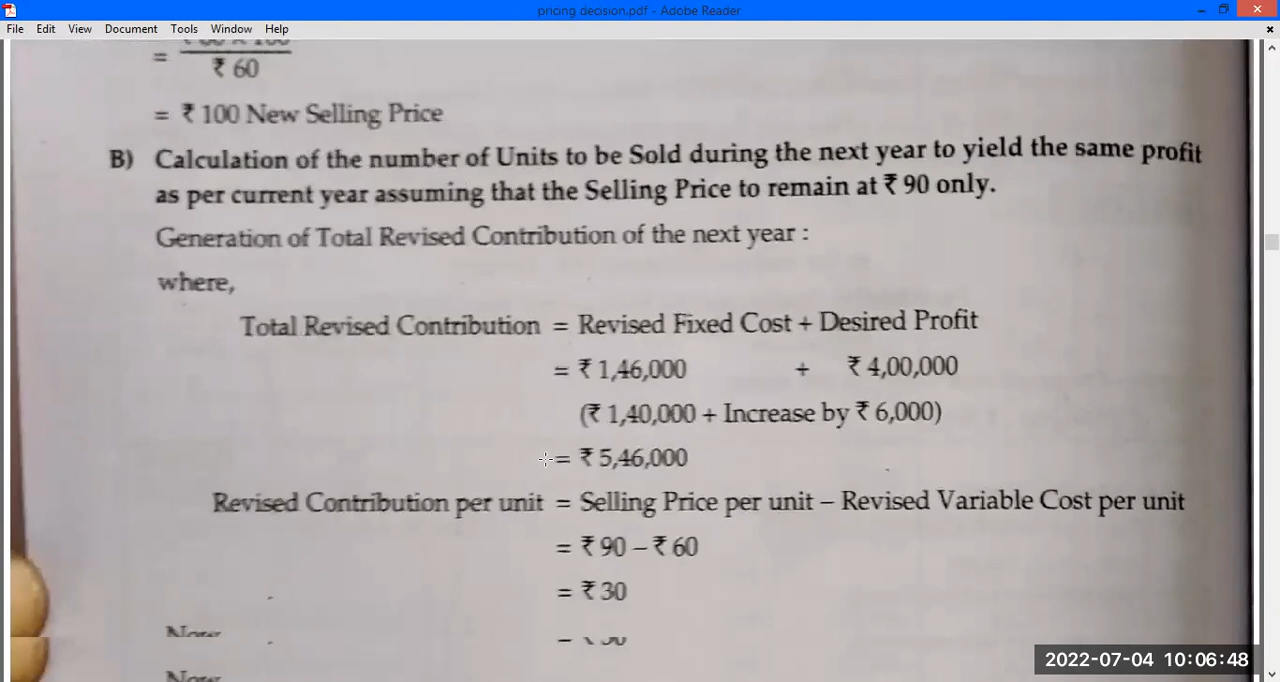 pricing decision.pdf - Adobe Reader
File Edit View Document Tools Window Help
=
₹ 60
= ₹ 100 New Selling Price
B) Calculation of the number of Units to be Sold during the next year to yield the same profit
as per current year assuming that the Selling Price to remain at ₹ 90 only.
Generation of Total Revised Contribution of the next year :
where,
Total Revised Contribution = Revised Fixed Cost + Desired Profit
= ₹ 1,46,000 + ₹ 4,00,000
(₹ 1,40,000 + Increase by ₹ 6,000)
= ₹ 5,46,000
Revised Contribution per unit = Selling Price per unit – Revised Variable Cost per unit
= ₹ 90 – ₹ 60
= ₹ 30
2022-07-04 10:06:48